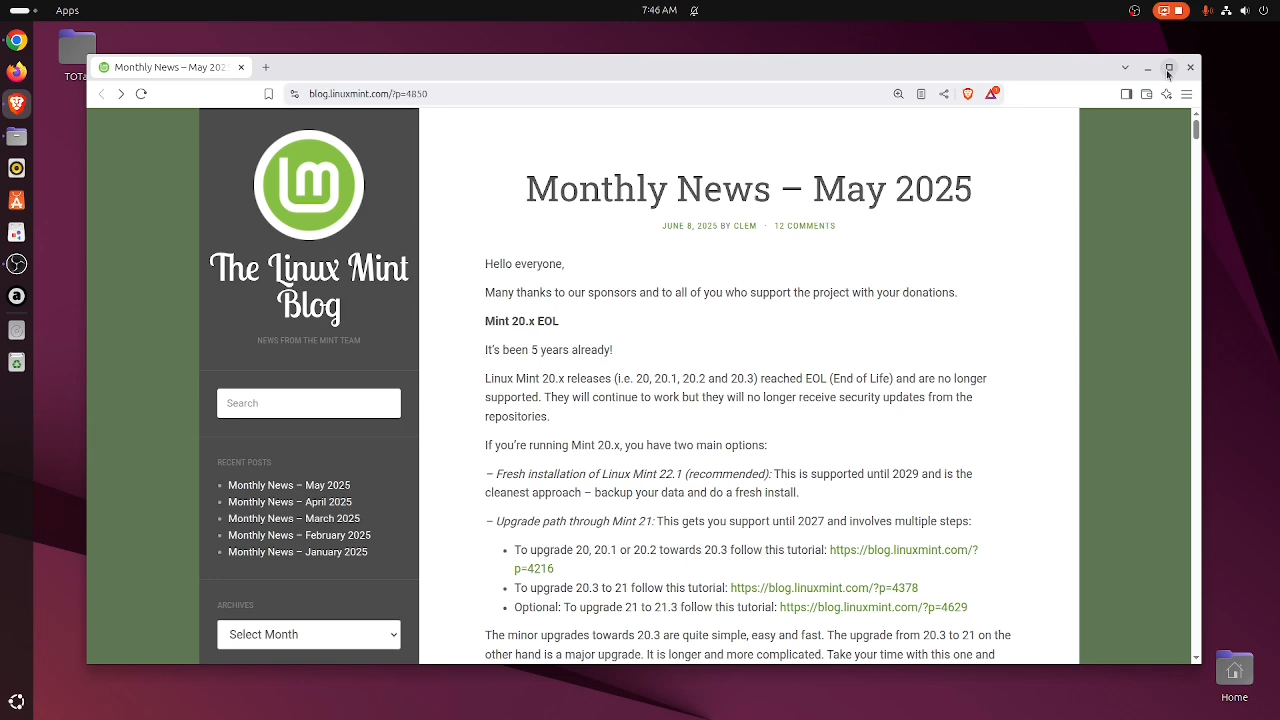 Apps
7:46 AM
TOTA
Monthly News – May 202
blog.linuxmint.com/?p=4850
lm
The Linux Mint
Blog
NEWS FROM THE MINT TEAM
Search
RECENT POSTS
Monthly News – May 2025
Monthly News – April 2025
Monthly News – March 2025
Monthly News – February 2025
Monthly News – January 2025
ARCHIVES
Select Month
Monthly News – May 2025
JUNE 8, 2025 BY CLEM · 12 COMMENTS
Hello everyone,
Many thanks to our sponsors and to all of you who support the project with your donations.
Mint 20.x EOL
It’s been 5 years already!
Linux Mint 20.x releases (i.e. 20, 20.1, 20.2 and 20.3) reached EOL (End of Life) and are no longer
supported. They will continue to work but they will no longer receive security updates from the
repositories.
If you’re running Mint 20.x, you have two main options:
– Fresh installation of Linux Mint 22.1 (recommended): This is supported until 2029 and is the
cleanest approach – backup your data and do a fresh install.
– Upgrade path through Mint 21: This gets you support until 2027 and involves multiple steps:
• To upgrade 20, 20.1 or 20.2 towards 20.3 follow this tutorial: https://blog.linuxmint.com/?
p=4216
• To upgrade 20.3 to 21 follow this tutorial: https://blog.linuxmint.com/?p=4378
• Optional: To upgrade 21 to 21.3 follow this tutorial: https://blog.linuxmint.com/?p=4629
The minor upgrades towards 20.3 are quite simple, easy and fast. The upgrade from 20.3 to 21 on the
other hand is a major upgrade. It is longer and more complicated. Take your time with this one and
Home